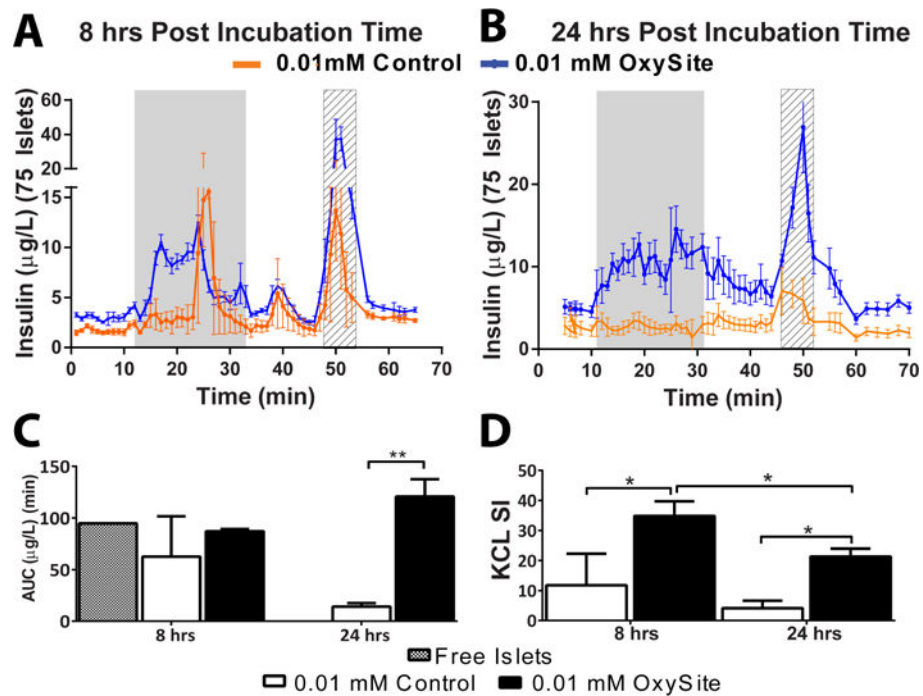 A 8 hrs Post Incubation Time B 24 hrs Post Incubation Time
0.01mM Control 0.01 mM OxySite
Insulin (μg/L) (75 Islets)
60
40
20
15
10
5
0
0 10 20 30 40 50 60 70
Time (min)
Insulin (μg/L) (75 Islets)
30
20
10
0
0 10 20 30 40 50 60 70
Time (min)
C
AUC (μg/L) (min)
150
100
50
0
**
8 hrs 24 hrs
D
KCL SI
50
40
30
20
10
0
* * *
8 hrs 24 hrs
Free Islets
0.01 mM Control 0.01 mM OxySite